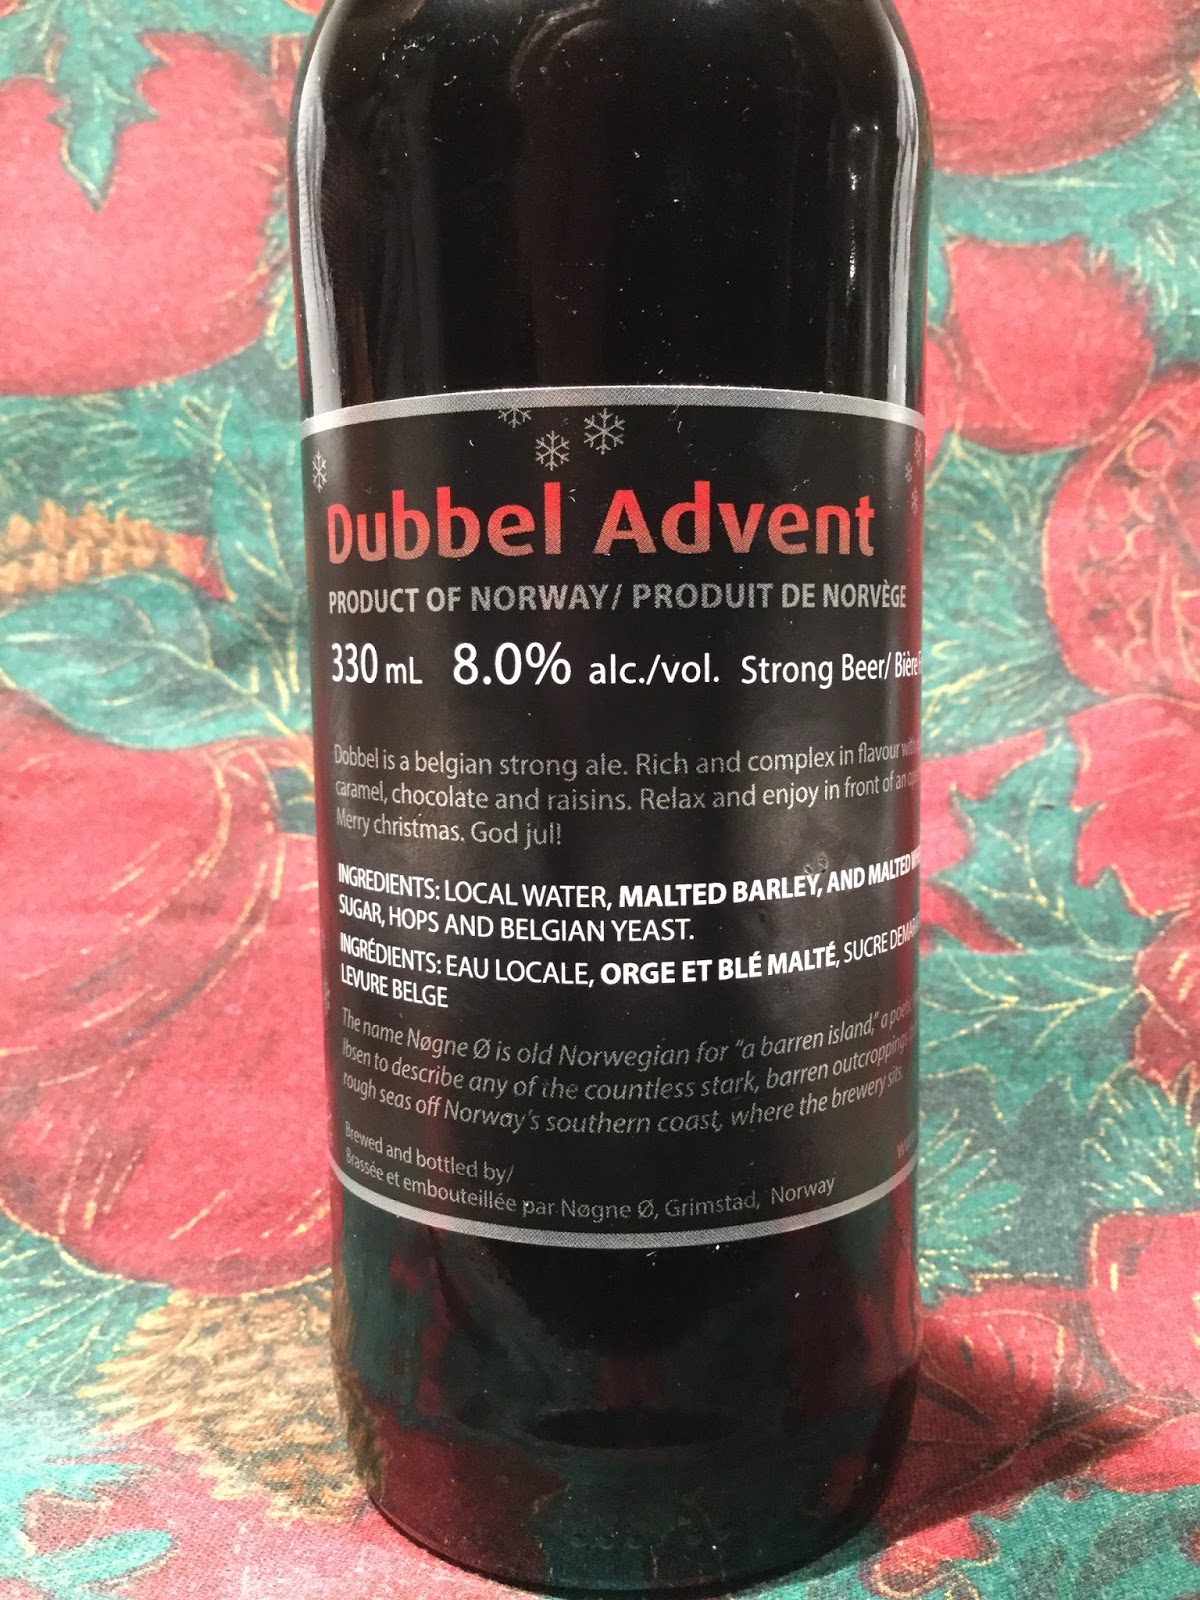 Dubbel Advent
PRODUCT OF NORWAY/ PRODUIT DE NORVÈGE
330 mL 8.0% alc./vol. Strong Beer/ Bière
Dobbel is a belgian strong ale. Rich and complex in flavour
caramel, chocolate and raisins. Relax and enjoy in front of an
Merry christmas. God jul!
INGREDIENTS: LOCAL WATER, MALTED BARLEY, AND MALTED
SUGAR, HOPS AND BELGIAN YEAST.
INGRÉDIENTS: EAU LOCALE, ORGE ET BLÉ MALTÉ, SUCRE
LEVURE BELGE
The name Nøgne Ø is old Norwegian for "a barren island," a
Ibsen to describe any of the countless stark, barren outcroppings
rough seas off Norway's southern coast, where the brewery sits.
Brewed and bottled by/
Brassée et embouteillée par Nøgne Ø, Grimstad, Norway